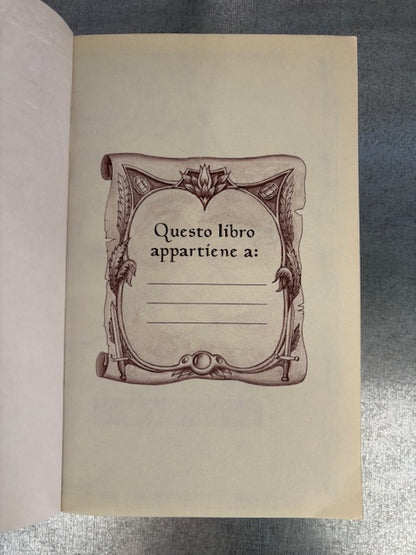 Questo libro
appartiene a: